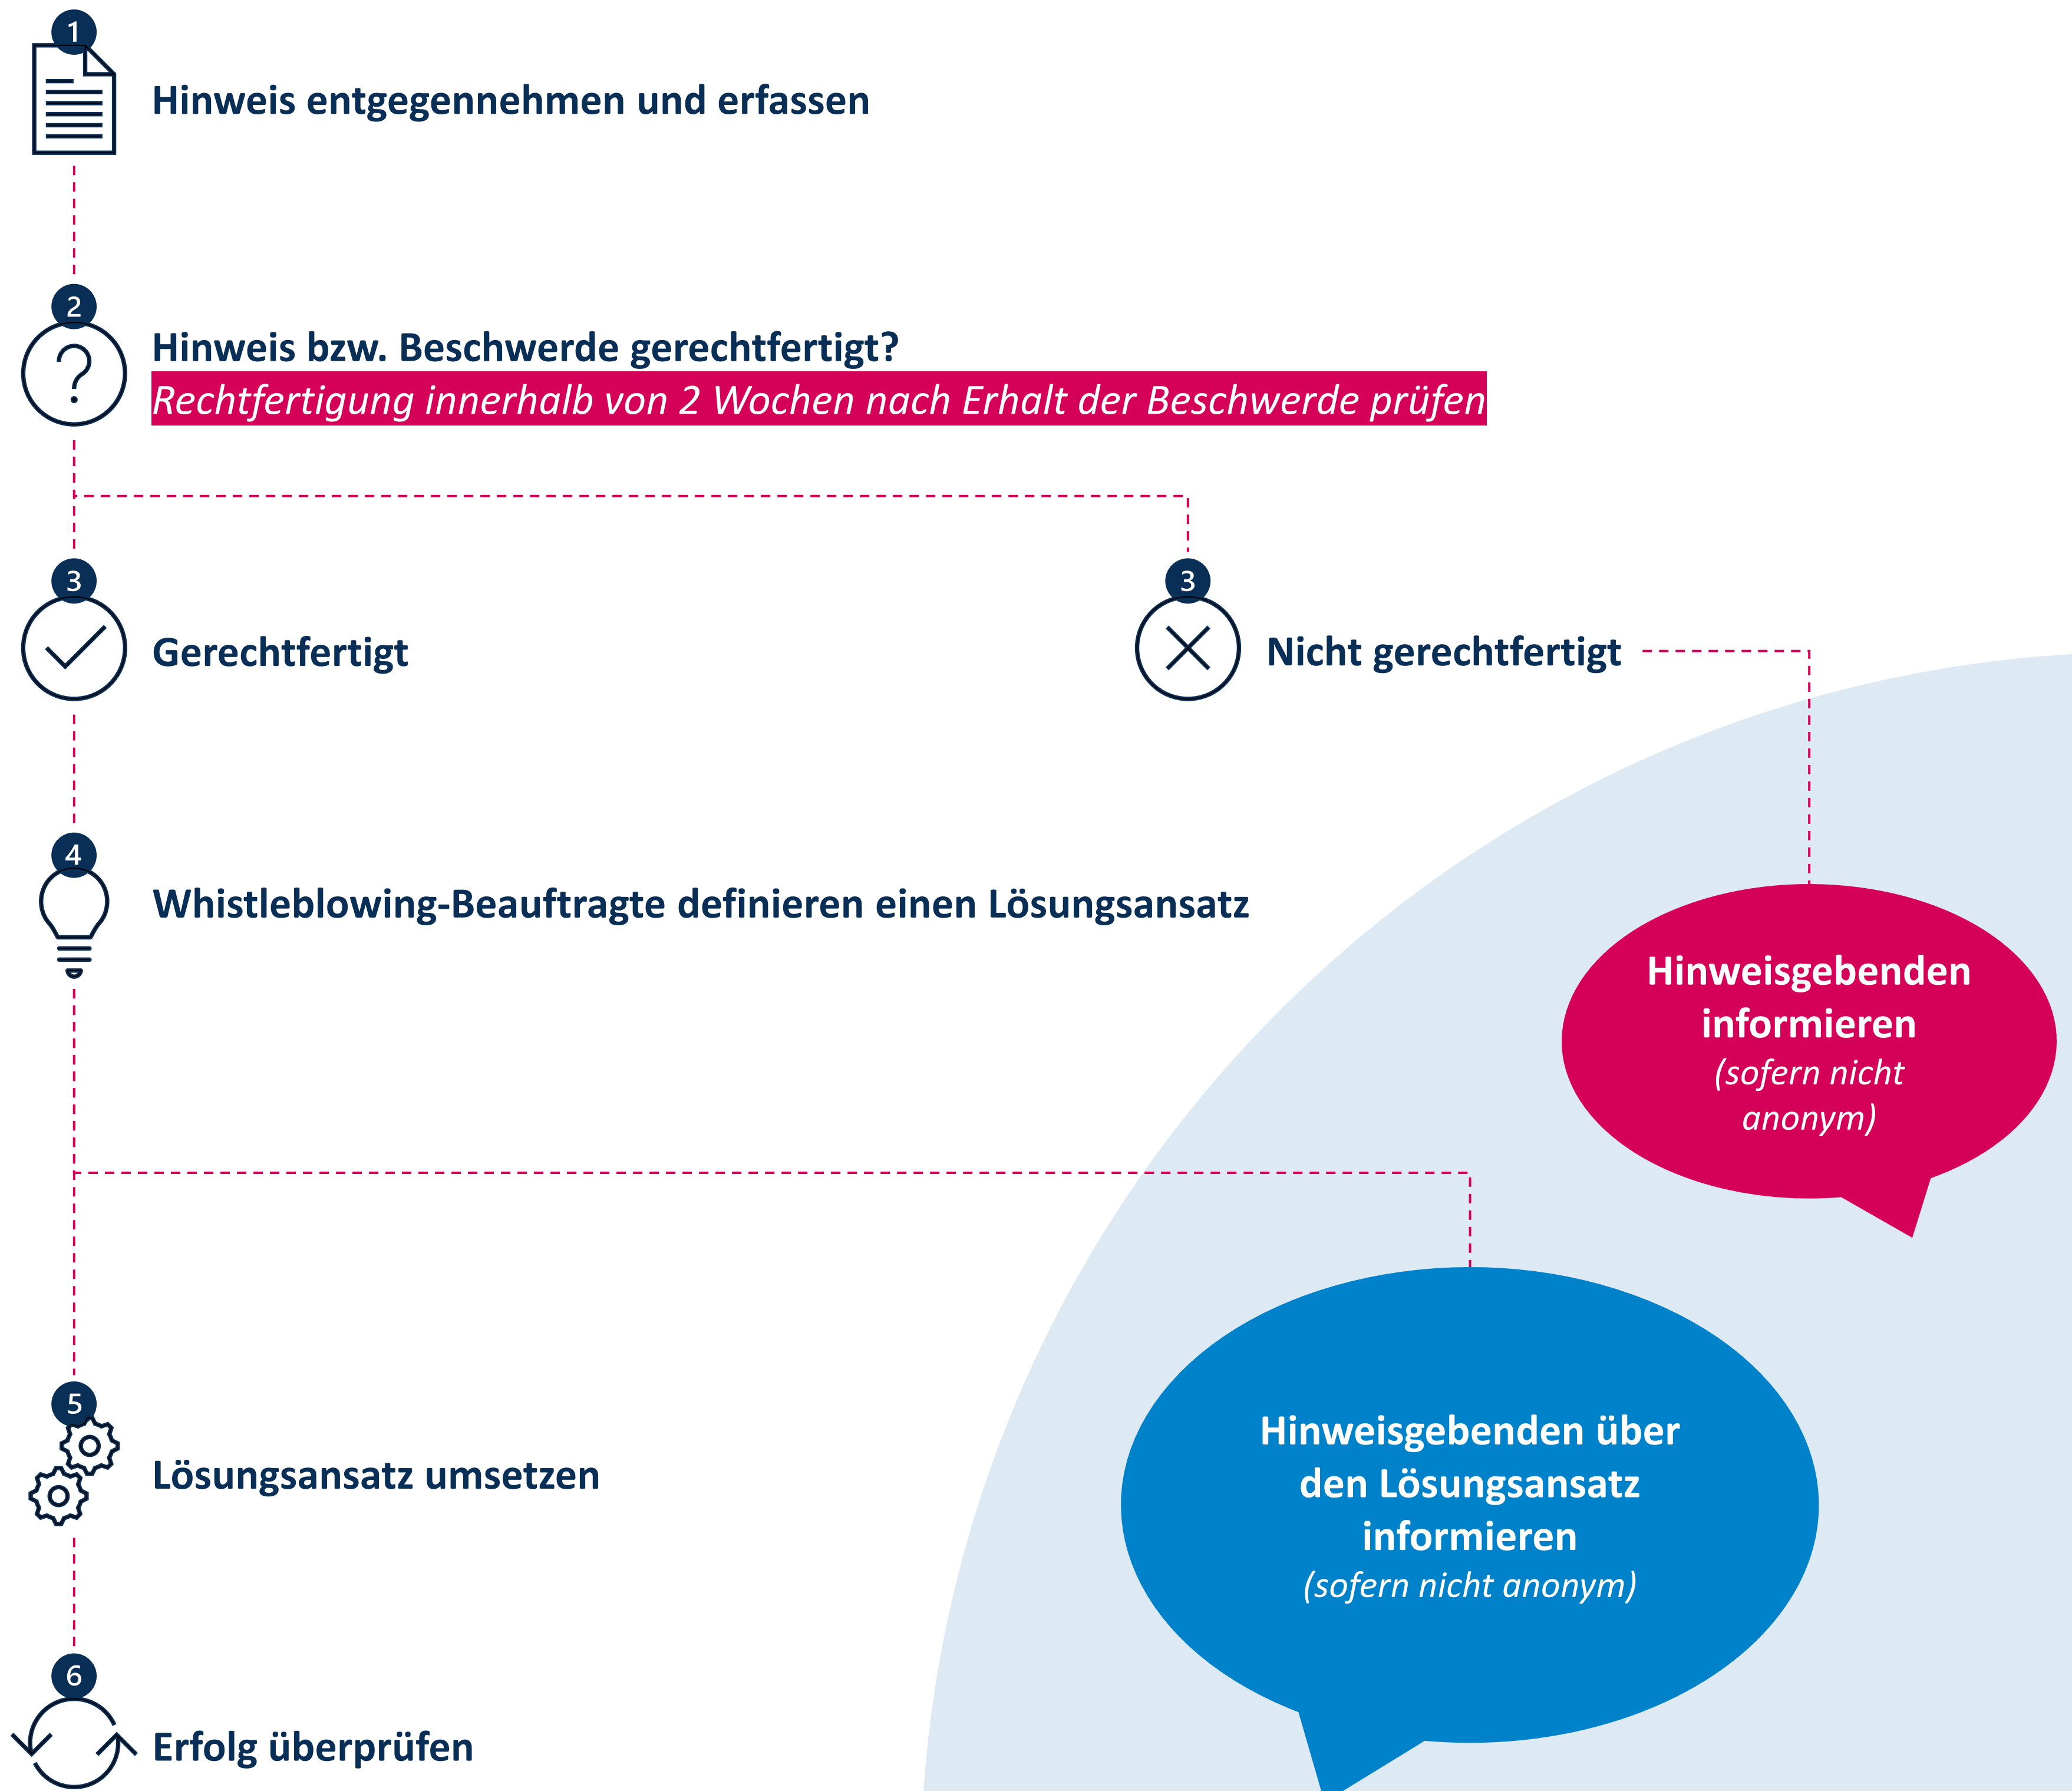 1
Hinweis entgegennehmen und erfassen
2
Hinweis bzw. Beschwerde gerechtfertigt?
Rechtfertigung innerhalb von 2 Wochen nach Erhalt der Beschwerde prüfen
3
Gerechtfertigt
3
Nicht gerechtfertigt
4
Whistleblowing-Beauftragte definieren einen Lösungsansatz
Hinweisgebenden
informieren
(sofern nicht
anonym)
5
Lösungsansatz umsetzen
Hinweisgebenden über
den Lösungsansatz
informieren
(sofern nicht anonym)
6
Erfolg überprüfen